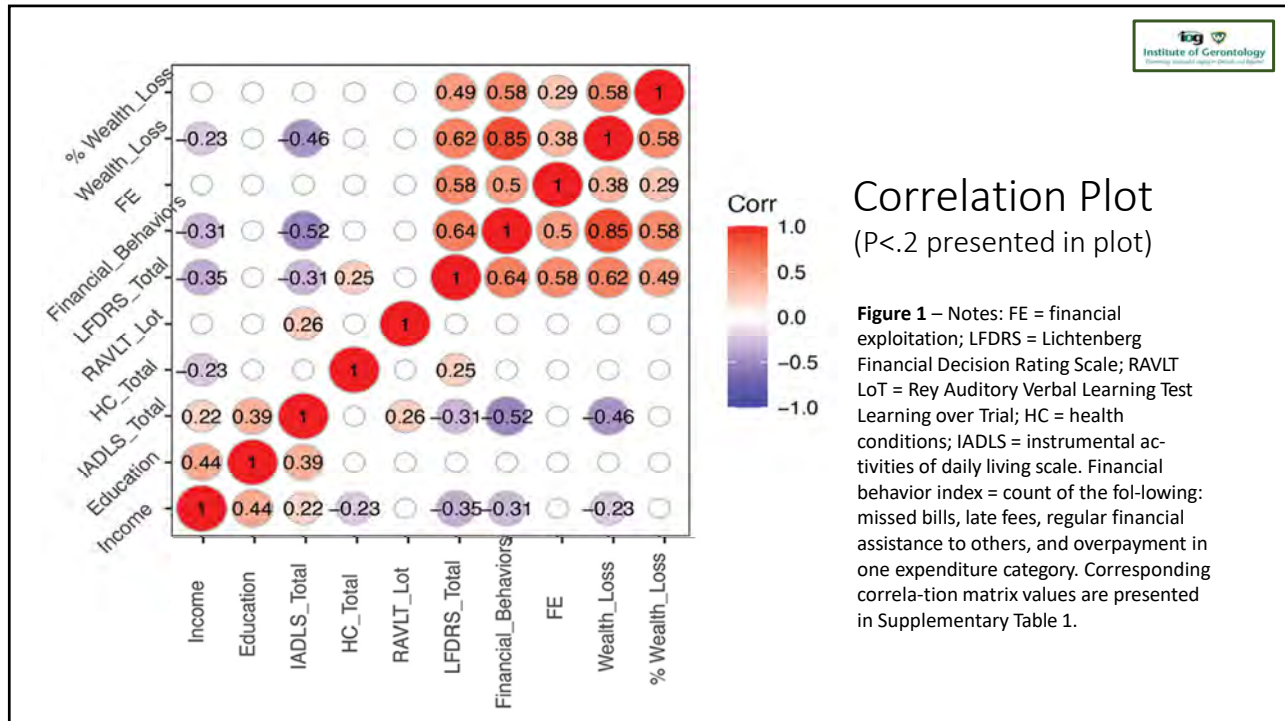 iog
Institute of Gerontology
% Wealth_Loss
0.49 0.58 0.29 0.58 1
Wealth_Loss
−0.23 −0.46 0.62 0.85 0.38 1 0.58
FE
0.58 0.5 1 0.38 0.29
Financial_Behaviors
−0.31 −0.52 0.64 1 0.5 0.85 0.58
LFDRS_Total
−0.35 −0.31 0.25 1 0.64 0.58 0.62 0.49
RAVLT_Lot
0.26 1
HC_Total
−0.23 1 0.25
IADLS_Total
0.22 0.39 1 0.26 −0.31 −0.52 −0.46
Education
0.44 1 0.39
Income
1 0.44 0.22 −0.23 −0.35 −0.31 −0.23
Income
Education
IADLS_Total
HC_Total
RAVLT_Lot
LFDRS_Total
Financial_Behaviors
FE
Wealth_Loss
% Wealth_Loss
Corr
1.0
0.5
0.0
−0.5
−1.0
Correlation Plot
(P<.2 presented in plot)
Figure 1 – Notes: FE = financial
exploitation; LFDRS = Lichtenberg
Financial Decision Rating Scale; RAVLT
LoT = Rey Auditory Verbal Learning Test
Learning over Trial; HC = health
conditions; IADLS = instrumental ac-
tivities of daily living scale. Financial
behavior index = count of the fol-lowing:
missed bills, late fees, regular financial
assistance to others, and overpayment in
one expenditure category. Corresponding
correla-tion matrix values are presented
in Supplementary Table 1.